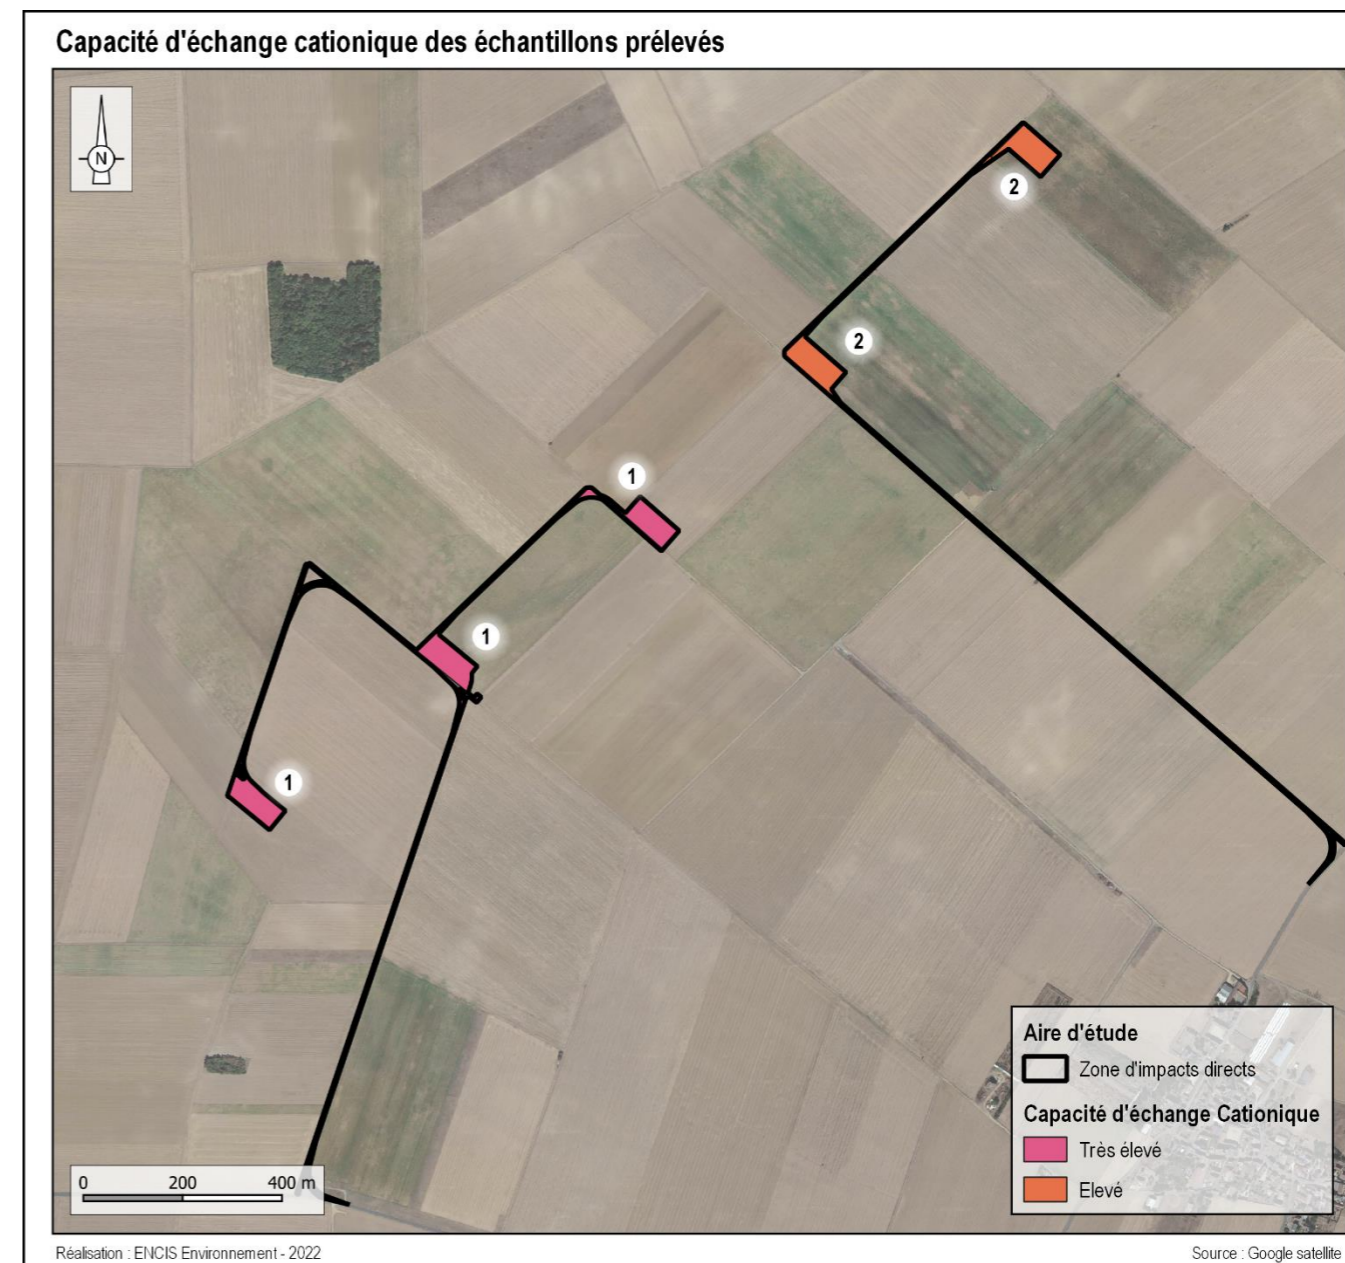 Capacité d'échange cationique des échantillons prélevés
N
2
2
1
1
1
Aire d'étude
Zone d'impacts directs
Capacité d'échange Cationique
Très élevé
Elevé
0 200 400 m
Réalisation : ENCIS Environnement - 2022
Source : Google satellite